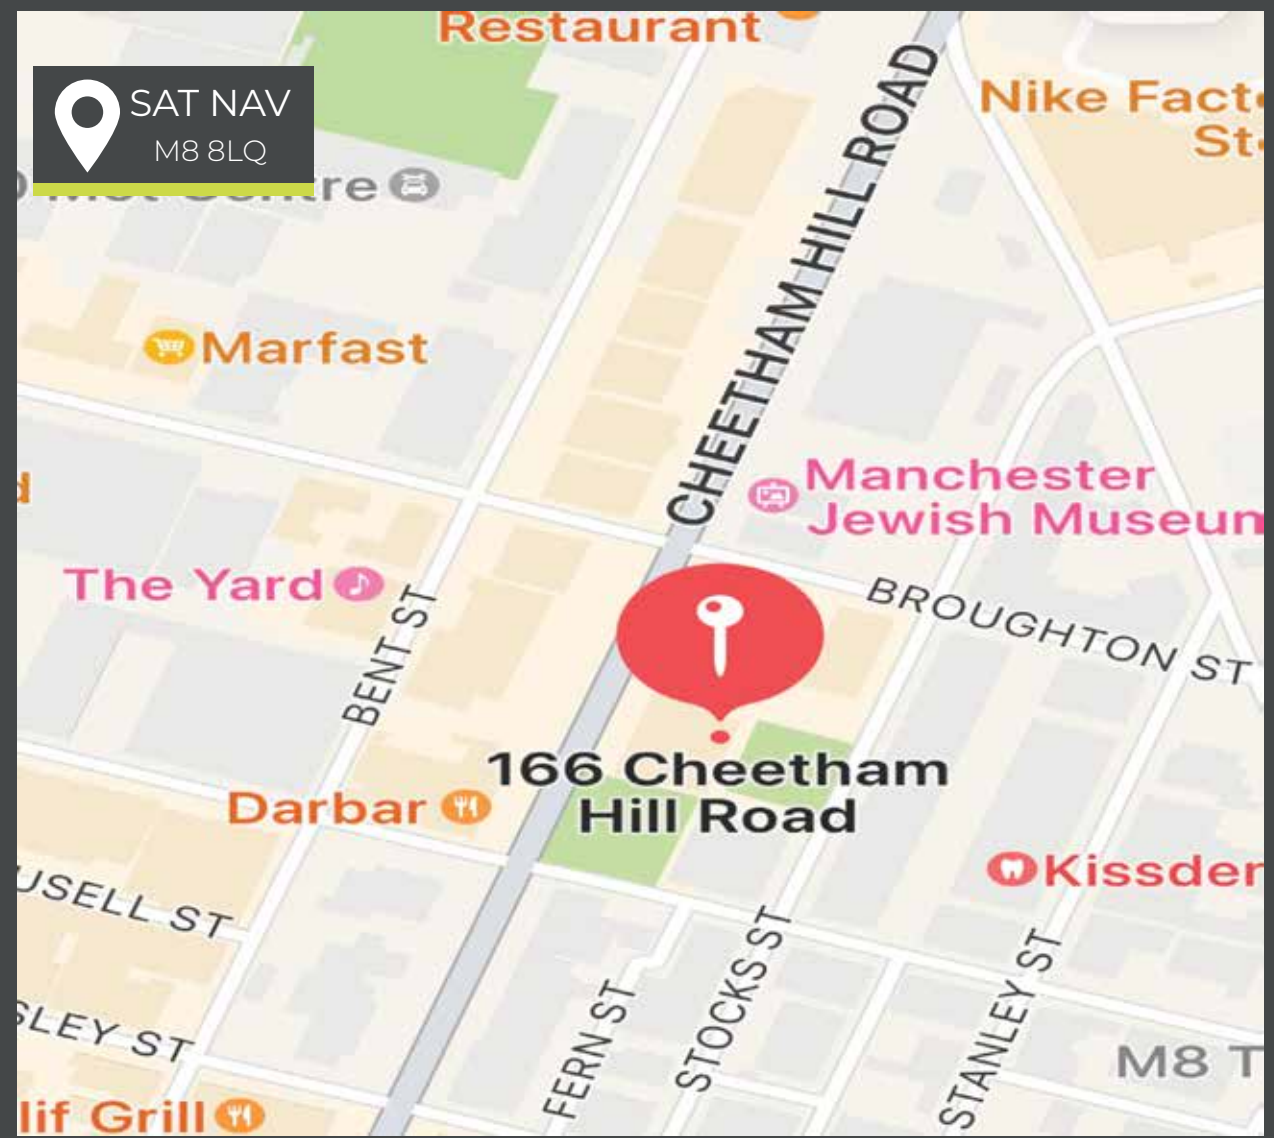 Restaurant
CHEETHAM HILL ROAD
Nike Fact
St
SAT NAV
M8 8LQ
Marfast
Manchester
Jewish Museum
The Yard
BENT ST
BROUGHTON ST
166 Cheetham
Hill Road
Darbar
Kissden
USELL ST
SLEY ST
FERN ST
STOCKS ST
STANLEY ST
M8 T
lif Grill